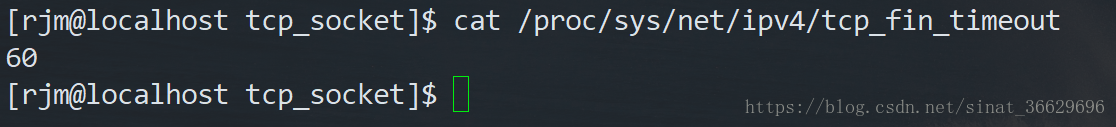 [rjm@localhost tcp_socket]$ cat /proc/sys/net/ipv4/tcp_fin_timeout
60
[rjm@localhost tcp_socket]$
https://blog.csdn.net/sinat_36629696